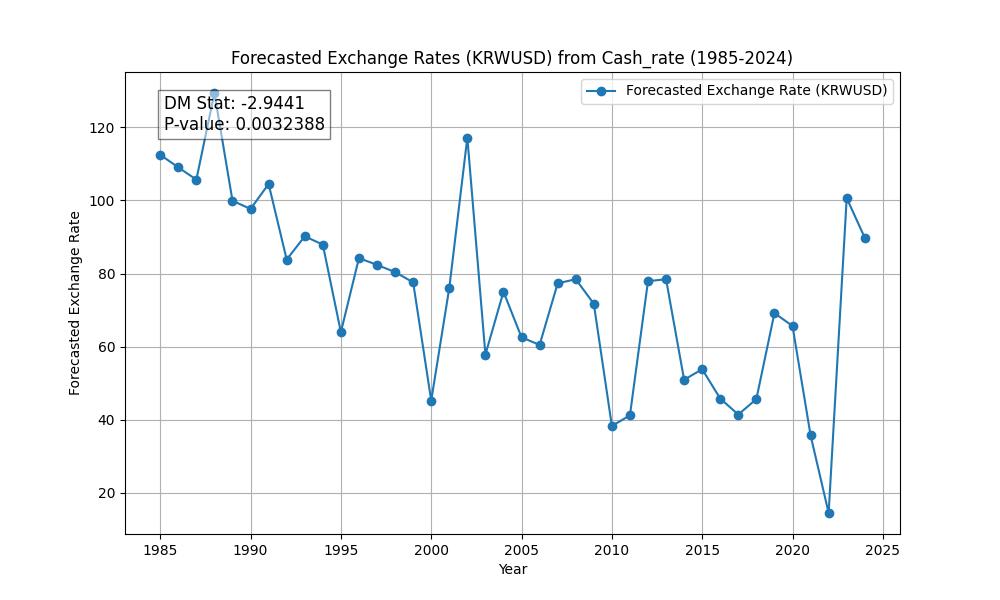 Forecasted Exchange Rates (KRWUSD) from Cash_rate (1985-2024)
DM Stat: -2.9441
P-value: 0.0032388
Forecasted Exchange Rate (KRWUSD)
Forecasted Exchange Rate
120
100
80
60
40
20
1985 1990 1995 2000 2005 2010 2015 2020 2025
Year